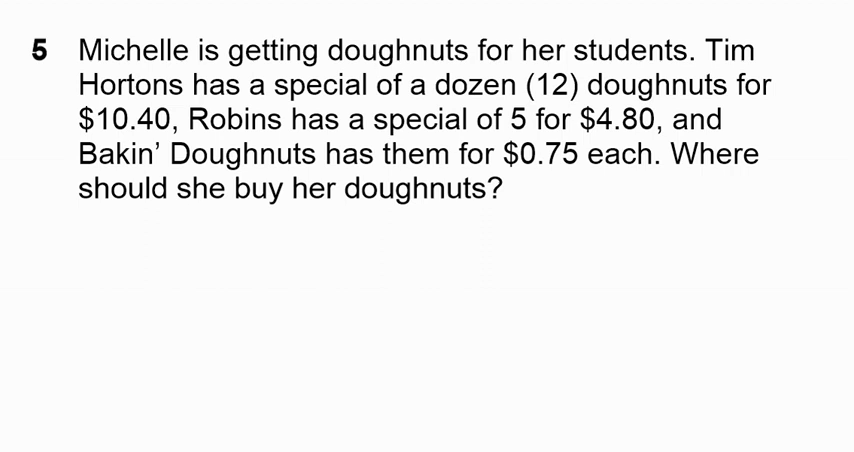 5 Michelle is getting doughnuts for her students. Tim
Hortons has a special of a dozen (12) doughnuts for
$10.40, Robins has a special of 5 for $4.80, and
Bakin’ Doughnuts has them for $0.75 each. Where
should she buy her doughnuts?